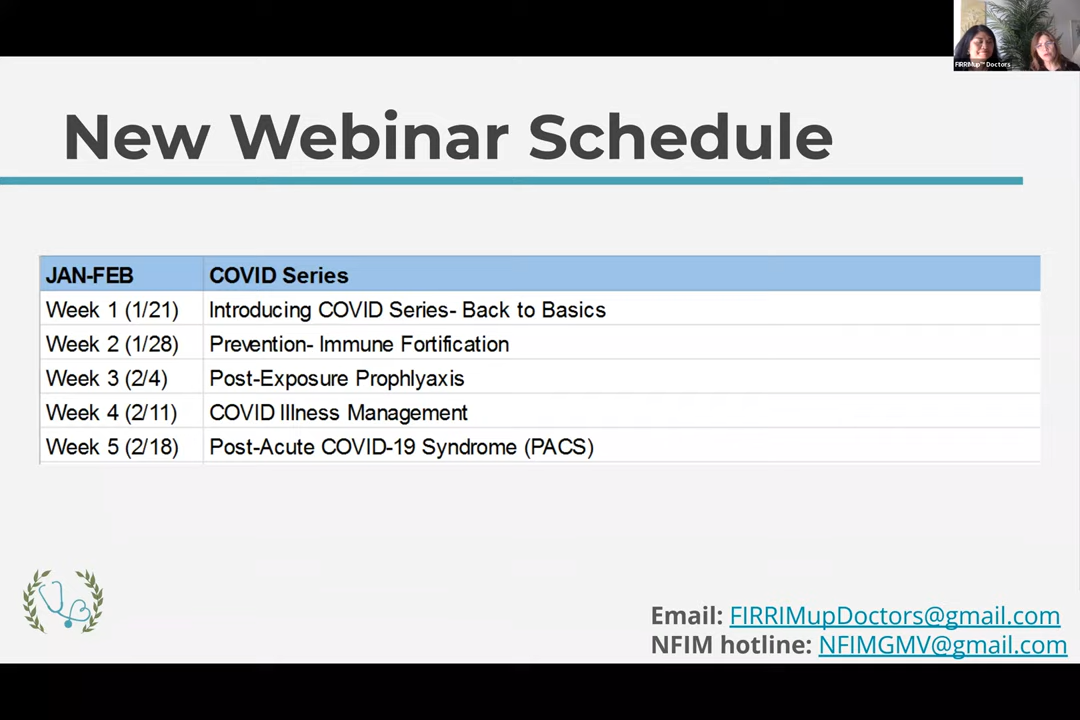 FIRRIMup™ Doctors
New Webinar Schedule
JAN-FEB COVID Series
Week 1 (1/21) Introducing COVID Series- Back to Basics
Week 2 (1/28) Prevention- Immune Fortification
Week 3 (2/4) Post-Exposure Prophlyaxis
Week 4 (2/11) COVID Illness Management
Week 5 (2/18) Post-Acute COVID-19 Syndrome (PACS)
Email: FIRRIMupDoctors@gmail.com
NFIM hotline: NFIMGMV@gmail.com